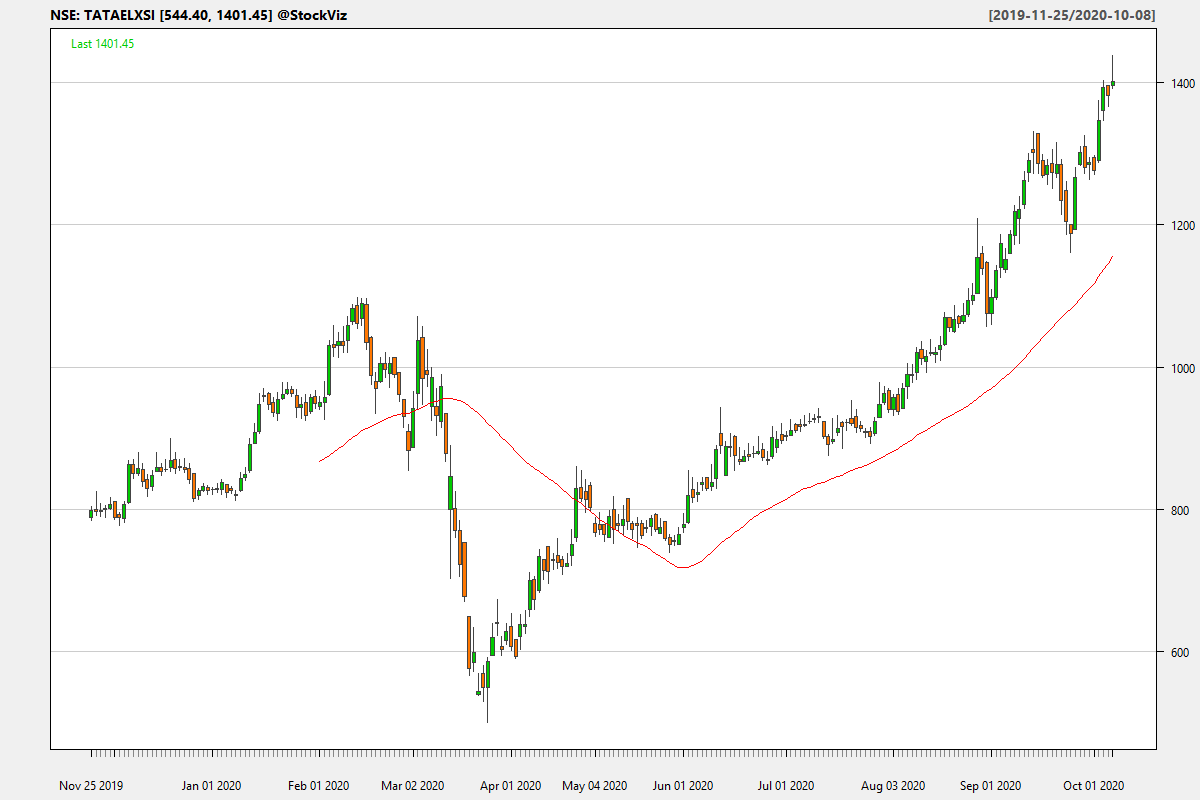 NSE: TATAELXSI [544.40, 1401.45] @StockViz [2019-11-25/2020-10-08]
Last 1401.45
1400
1200
1000
800
600
Nov 25 2019 Jan 01 2020 Feb 03 2020 Mar 02 2020 Apr 01 2020 May 04 2020 Jun 01 2020 Jul 01 2020 Aug 03 2020 Sep 01 2020 Oct 01 2020